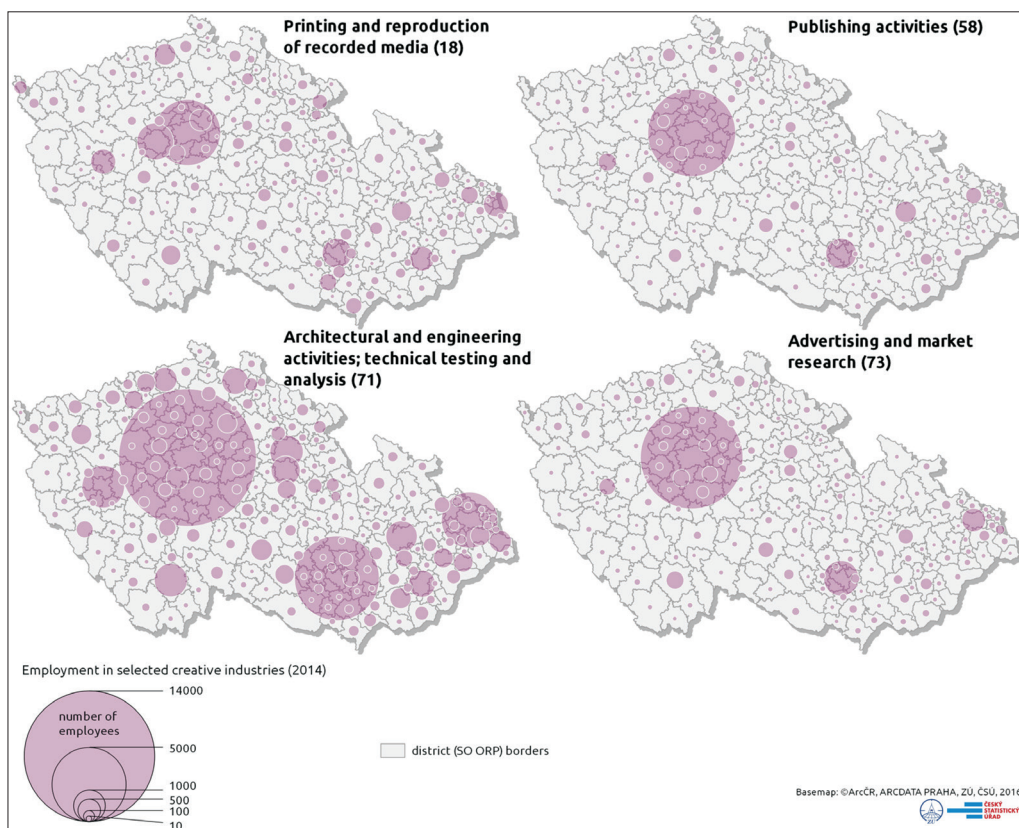 Printing and reproduction
of recorded media (18)
Publishing activities (58)
Architectural and engineering
activities; technical testing and
analysis (71)
Advertising and market
research (73)
Employment in selected creative industries (2014)
14000
number of
employees
5000
1000
500
100
10
district (SO ORP) borders
Basemap: ©ArcČR, ARCDATA PRAHA, ZÚ, ČSÚ, 2016
ČESKÝ
STATISTICKÝ
ÚŘAD